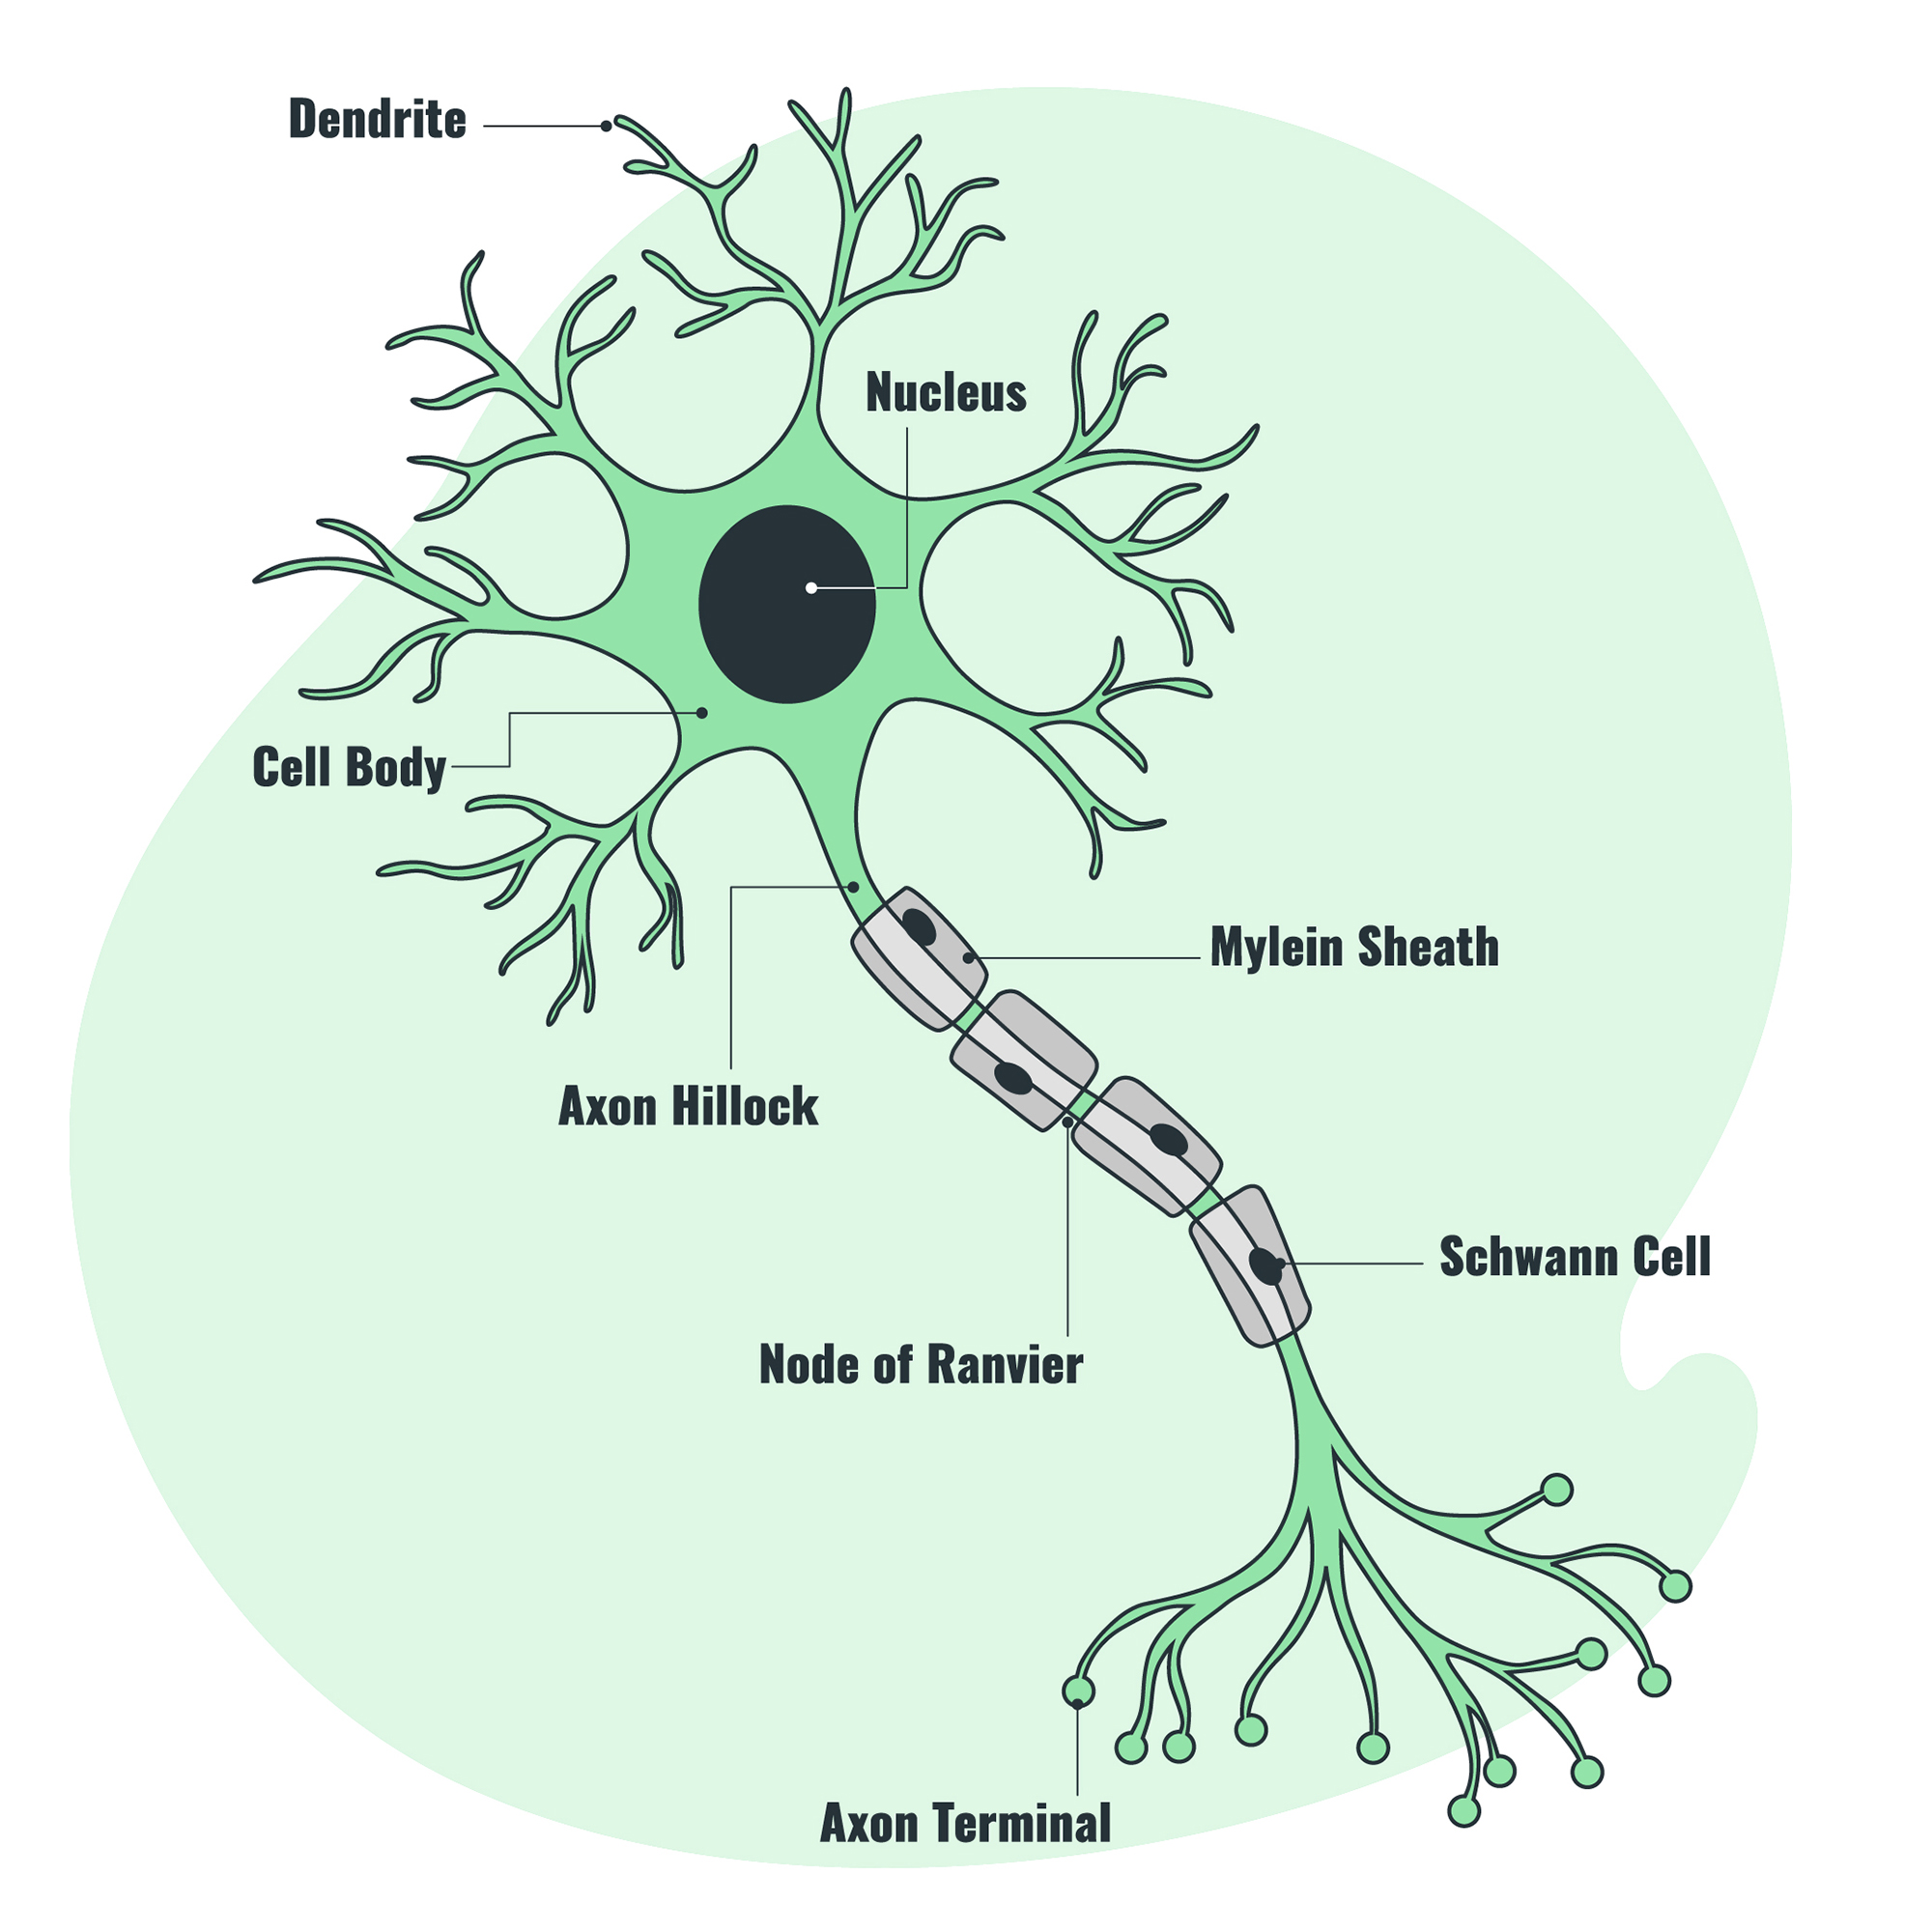 Dendrite
Nucleus
Cell Body
Mylein Sheath
Axon Hillock
Schwann Cell
Node of Ranvier
Axon Terminal